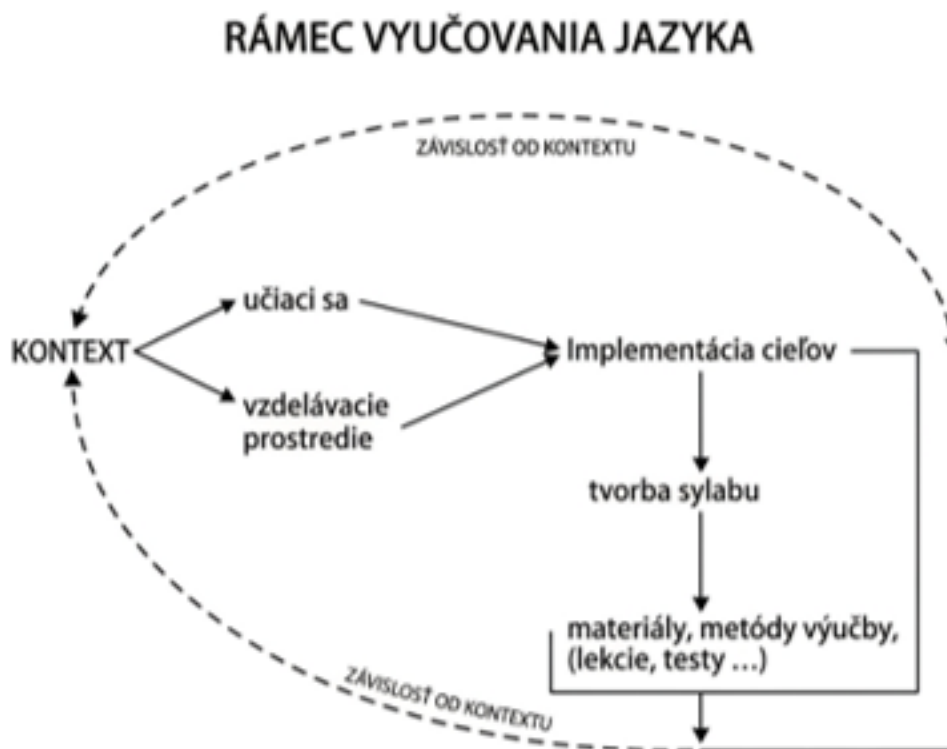 RÁMEC VYUČOVANIA JAZYKA
ZÁVISLOSŤ OD KONTEXTU
učiaci sa
KONTEXT
Implementácia cieľov
vzdelávacie
prostredie
tvorba sylabu
materiály, metódy výučby,
(lekcie, testy ...)
ZÁVISLOSŤ OD KONTEXTU